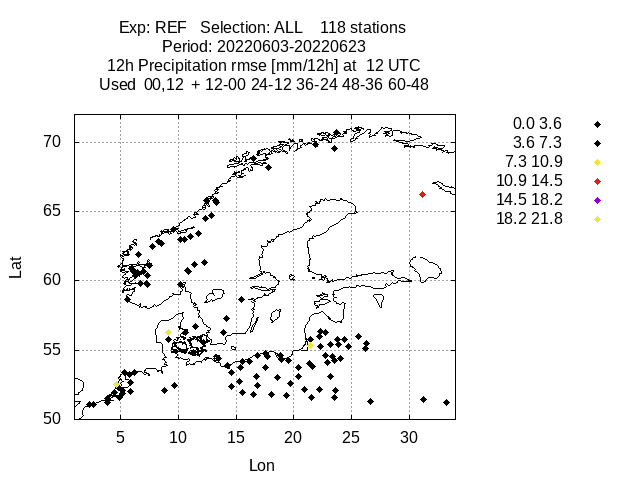 Exp: REF   Selection: ALL    118 stations
Period: 20220603-20220623
12h Precipitation rmse [mm/12h] at  12 UTC
Used  00,12  + 12-00 24-12 36-24 48-36 60-48
0.0 3.6
3.6 7.3
7.3 10.9
10.9 14.5
14.5 18.2
18.2 21.8
70
65
60
55
50
Lat
5 10 15 20 25 30
Lon